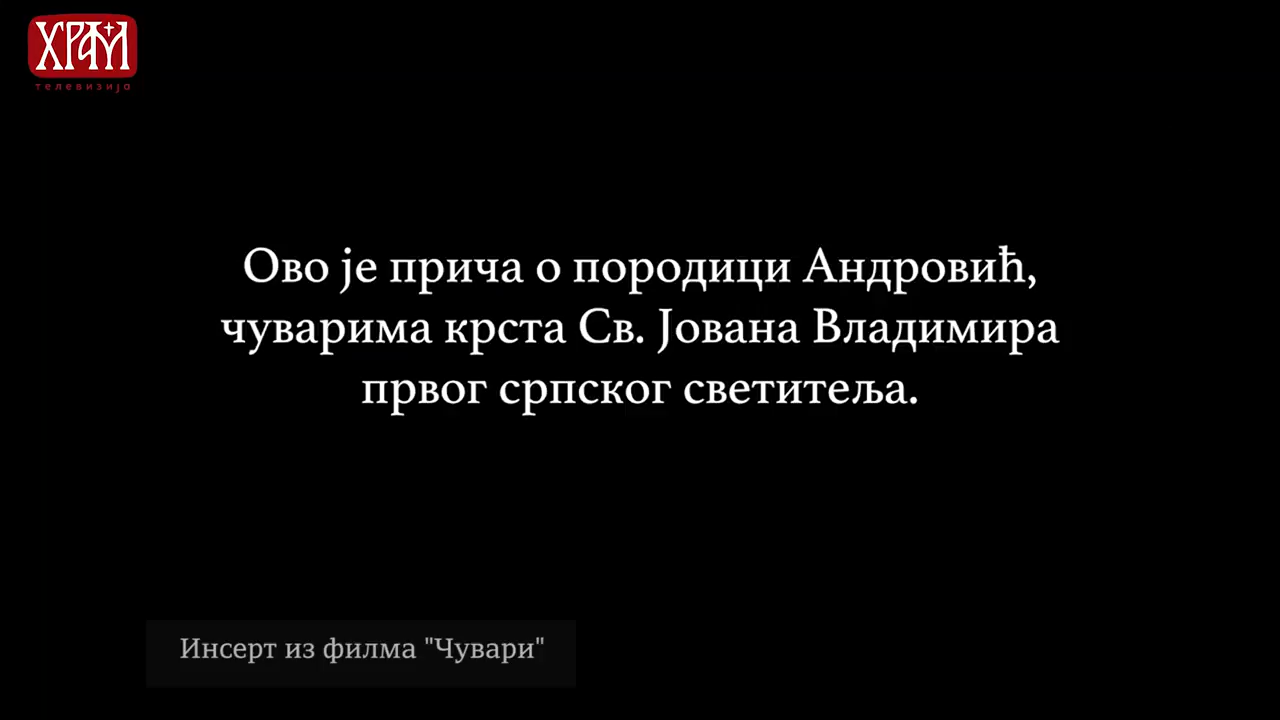 ХРАМ
телевизија
Ово је прича о породици Андровић,
чуварима крста Св. Јована Владимира
првог српског светитеља.
Инсерт из филма "Чувари"